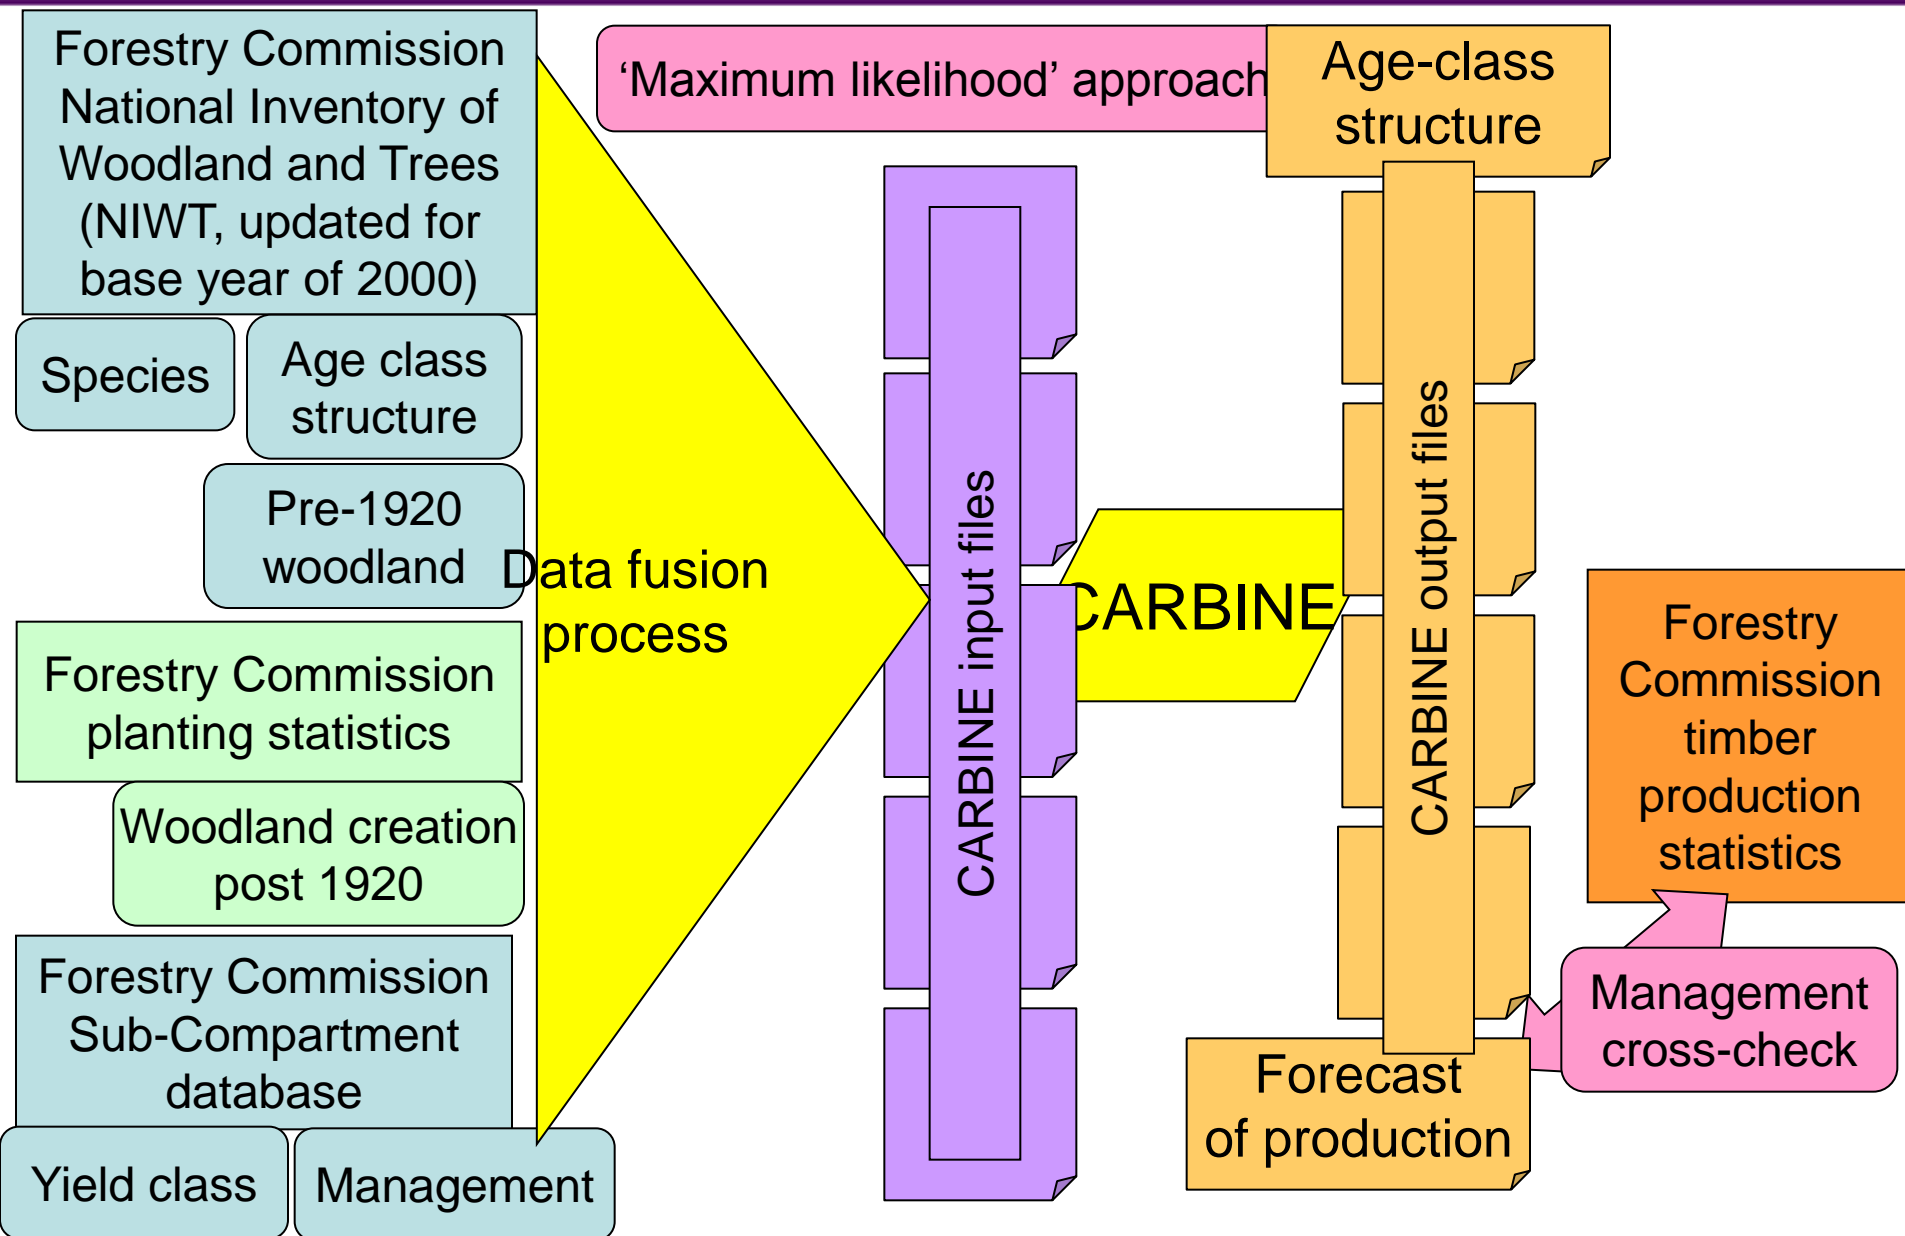 Forestry Commission
National Inventory of
Woodland and Trees
(NIWT, updated for
base year of 2000)
Species
Age class
structure
Pre-1920
woodland
Forestry Commission
planting statistics
Woodland creation
post 1920
Forestry Commission
Sub-Compartment
database
Yield class
Management
Data fusion
process
‘Maximum likelihood’ approach
CARBINE input files
CARBINE
Age-class
structure
CARBINE output files
Forecast
of production
Forestry
Commission
timber
production
statistics
Management
cross-check